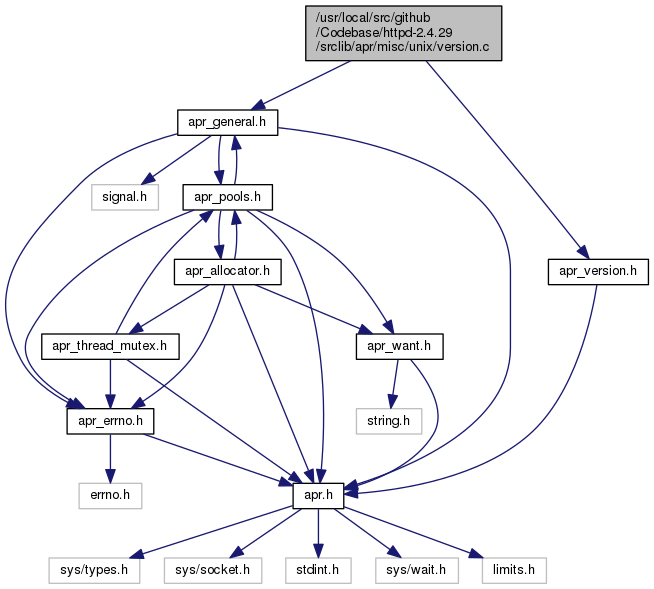 /usr/local/src/github
/Codebase/httpd-2.4.29
/srclib/apr/misc/unix/version.c
apr_general.h
signal.h
apr_pools.h
apr_allocator.h
apr_version.h
apr_thread_mutex.h
apr_want.h
apr_errno.h
string.h
errno.h
apr.h
sys/types.h
sys/socket.h
stdint.h
sys/wait.h
limits.h